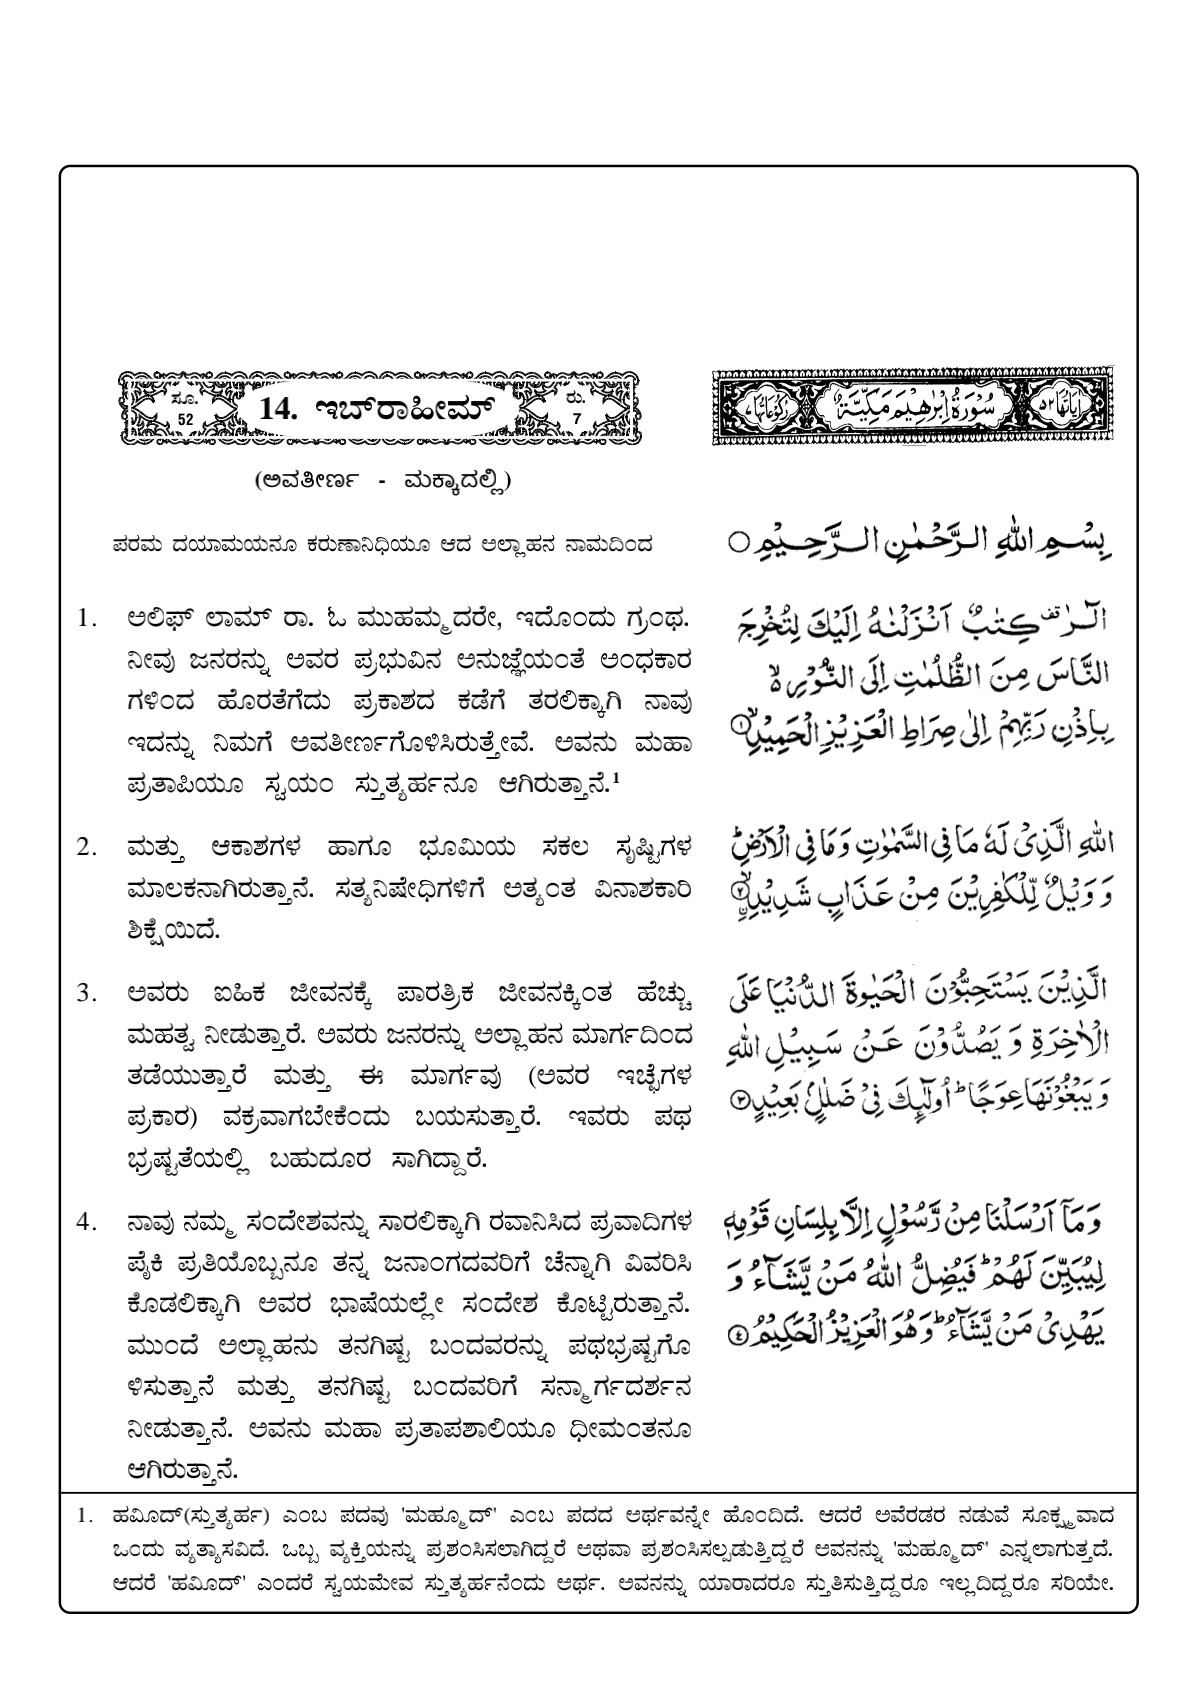 ಸೂ.
52
14. ಇಬ್‌ರಾಹೀಮ್
ರು.
7
اٰيَاتُهَا ٥٢
سُوْرَةُ اِبْرٰهِيْمَ مَكِّيَّةٌ
رُكُوْعَاتُهَا ٧
(ಅವತೀರ್ಣ - ಮಕ್ಕಾದಲ್ಲಿ)
ಪರಮ ದಯಾಮಯನೂ ಕರುಣಾನಿಧಿಯೂ ಆದ ಅಲ್ಲಾಹನ ನಾಮದಿಂದ
بِسْمِ اللّٰهِ الرَّحْمٰنِ الرَّحِيْمِ ○
1. ಅಲಿಫ್ ಲಾಮ್ ರಾ. ಓ ಮುಹಮ್ಮದರೇ, ಇದೊಂದು ಗ್ರಂಥ.
ನೀವು ಜನರನ್ನು ಅವರ ಪ್ರಭುವಿನ ಅನುಜ್ಞೆಯಂತೆ ಅಂಧಕಾರ
ಗಳಿಂದ ಹೊರತೆಗೆದು ಪ್ರಕಾಶದ ಕಡೆಗೆ ತರಲಿಕ್ಕಾಗಿ ನಾವು
ಇದನ್ನು ನಿಮಗೆ ಅವತೀರ್ಣಗೊಳಿಸಿರುತ್ತೇವೆ. ಅವನು ಮಹಾ
ಪ್ರತಾಪಿಯೂ ಸ್ವಯಂ ಸ್ತುತ್ಯರ್ಹನೂ ಆಗಿರುತ್ತಾನೆ.¹
الٓرٰ ۫ كِتٰبٌ اَنْزَلْنٰهُ اِلَيْكَ لِتُخْرِجَ
النَّاسَ مِنَ الظُّلُمٰتِ اِلَى النُّوْرِ ۙ
بِاِذْنِ رَبِّهِمْ اِلٰى صِرَاطِ الْعَزِيْزِ الْحَمِيْدِ ۙ ﴿١﴾
2. ಮತ್ತು ಆಕಾಶಗಳ ಹಾಗೂ ಭೂಮಿಯ ಸಕಲ ಸೃಷ್ಟಿಗಳ
ಮಾಲಕನಾಗಿರುತ್ತಾನೆ. ಸತ್ಯನಿಷೇಧಿಗಳಿಗೆ ಅತ್ಯಂತ ವಿನಾಶಕಾರಿ
ಶಿಕ್ಷೆಯಿದೆ.
اللّٰهِ الَّذِيْ لَهٗ مَا فِي السَّمٰوٰتِ وَمَا فِي الْاَرْضِ ؕ
وَ وَيْلٌ لِّلْكٰفِرِيْنَ مِنْ عَذَابٍ شَدِيْدِ ۙ ﴿٢﴾
3. ಅವರು ಐಹಿಕ ಜೀವನಕ್ಕೆ ಪಾರತ್ರಿಕ ಜೀವನಕ್ಕಿಂತ ಹೆಚ್ಚು
ಮಹತ್ವ ನೀಡುತ್ತಾರೆ. ಅವರು ಜನರನ್ನು ಅಲ್ಲಾಹನ ಮಾರ್ಗದಿಂದ
ತಡೆಯುತ್ತಾರೆ ಮತ್ತು ಈ ಮಾರ್ಗವು (ಅವರ ಇಚ್ಛೆಗಳ
ಪ್ರಕಾರ) ವಕ್ರವಾಗಬೇಕೆಂದು ಬಯಸುತ್ತಾರೆ. ಇವರು ಪಥ
ಭ್ರಷ್ಟತೆಯಲ್ಲಿ ಬಹುದೂರ ಸಾಗಿದ್ದಾರೆ.
الَّذِيْنَ يَسْتَحِبُّوْنَ الْحَيٰوةَ الدُّنْيَا عَلَى
الْاٰخِرَةِ وَ يَصُدُّوْنَ عَنْ سَبِيْلِ اللّٰهِ
وَ يَبْغُوْنَهَا عِوَجًا ؕ اُولٰٓئِكَ فِيْ ضَلٰلٍۢ بَعِيْدٍ ﴿٣﴾
4. ನಾವು ನಮ್ಮ ಸಂದೇಶವನ್ನು ಸಾರಲಿಕ್ಕಾಗಿ ರವಾನಿಸಿದ ಪ್ರವಾದಿಗಳ
ಪೈಕಿ ಪ್ರತಿಯೊಬ್ಬನೂ ತನ್ನ ಜನಾಂಗದವರಿಗೆ ಚೆನ್ನಾಗಿ ವಿವರಿಸಿ
ಕೊಡಲಿಕ್ಕಾಗಿ ಅವರ ಭಾಷೆಯಲ್ಲೇ ಸಂದೇಶ ಕೊಟ್ಟಿರುತ್ತಾನೆ.
ಮುಂದೆ ಅಲ್ಲಾಹನು ತನಗಿಷ್ಟ ಬಂದವರನ್ನು ಪಥಭ್ರಷ್ಟಗೊ
ಳಿಸುತ್ತಾನೆ ಮತ್ತು ತನಗಿಷ್ಟ ಬಂದವರಿಗೆ ಸನ್ಮಾರ್ಗದರ್ಶನ
ನೀಡುತ್ತಾನೆ. ಅವನು ಮಹಾ ಪ್ರತಾಪಶಾಲಿಯೂ ಧೀಮಂತನೂ
ಆಗಿರುತ್ತಾನೆ.
وَمَاۤ اَرْسَلْنَا مِنْ رَّسُوْلٍ اِلَّا بِلِسَانِ قَوْمِهٖ
لِيُبَيِّنَ لَهُمْ ؕ فَيُضِلُّ اللّٰهُ مَنْ يَّشَآءُ وَ
يَهْدِيْ مَنْ يَّشَآءُ ؕ وَهُوَ الْعَزِيْزُ الْحَكِيْمُ ﴿٤﴾
1. ಹಮೀದ್(ಸ್ತುತ್ಯರ್ಹ) ಎಂಬ ಪದವು 'ಮಹ್ಮೂದ್' ಎಂಬ ಪದದ ಅರ್ಥವನ್ನೇ ಹೊಂದಿದೆ. ಆದರೆ ಅವೆರಡರ ನಡುವೆ ಸೂಕ್ಷ್ಮವಾದ
ಒಂದು ವ್ಯತ್ಯಾಸವಿದೆ. ಒಬ್ಬ ವ್ಯಕ್ತಿಯನ್ನು ಪ್ರಶಂಸಿಸಲಾಗಿದ್ದರೆ ಅಥವಾ ಪ್ರಶಂಸಿಸಲ್ಪಡುತ್ತಿದ್ದರೆ ಅವನನ್ನು 'ಮಹ್ಮೂದ್' ಎನ್ನಲಾಗುತ್ತದೆ.
ಆದರೆ 'ಹಮೀದ್' ಎಂದರೆ ಸ್ವಯಮೇವ ಸ್ತುತ್ಯರ್ಹನೆಂದು ಅರ್ಥ. ಅವನನ್ನು ಯಾರಾದರೂ ಸ್ತುತಿಸುತ್ತಿದ್ದರೂ ಇಲ್ಲದಿದ್ದರೂ ಸರಿಯೇ.